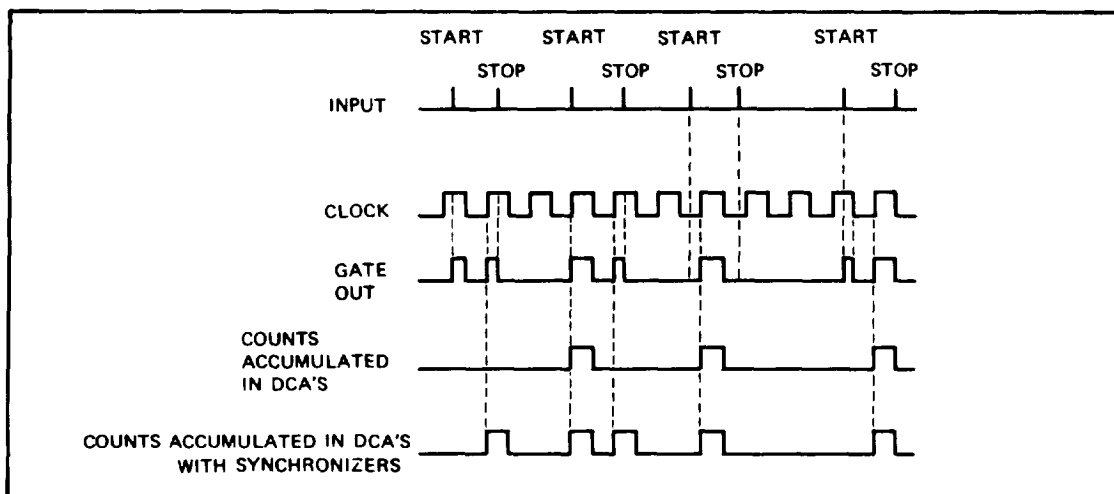 START START START START
STOP STOP STOP STOP
INPUT
CLOCK
GATE
OUT
COUNTS
ACCUMULATED
IN DCA'S
COUNTS ACCUMULATED IN DCA'S
WITH SYNCHRONIZERS